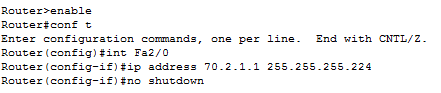 Router>enable
Router#conf t
Enter configuration commands, one per line.  End with CNTL/Z.
Router(config)#int Fa2/0
Router(config-if)#ip address 70.2.1.1 255.255.255.224
Router(config-if)#no shutdown